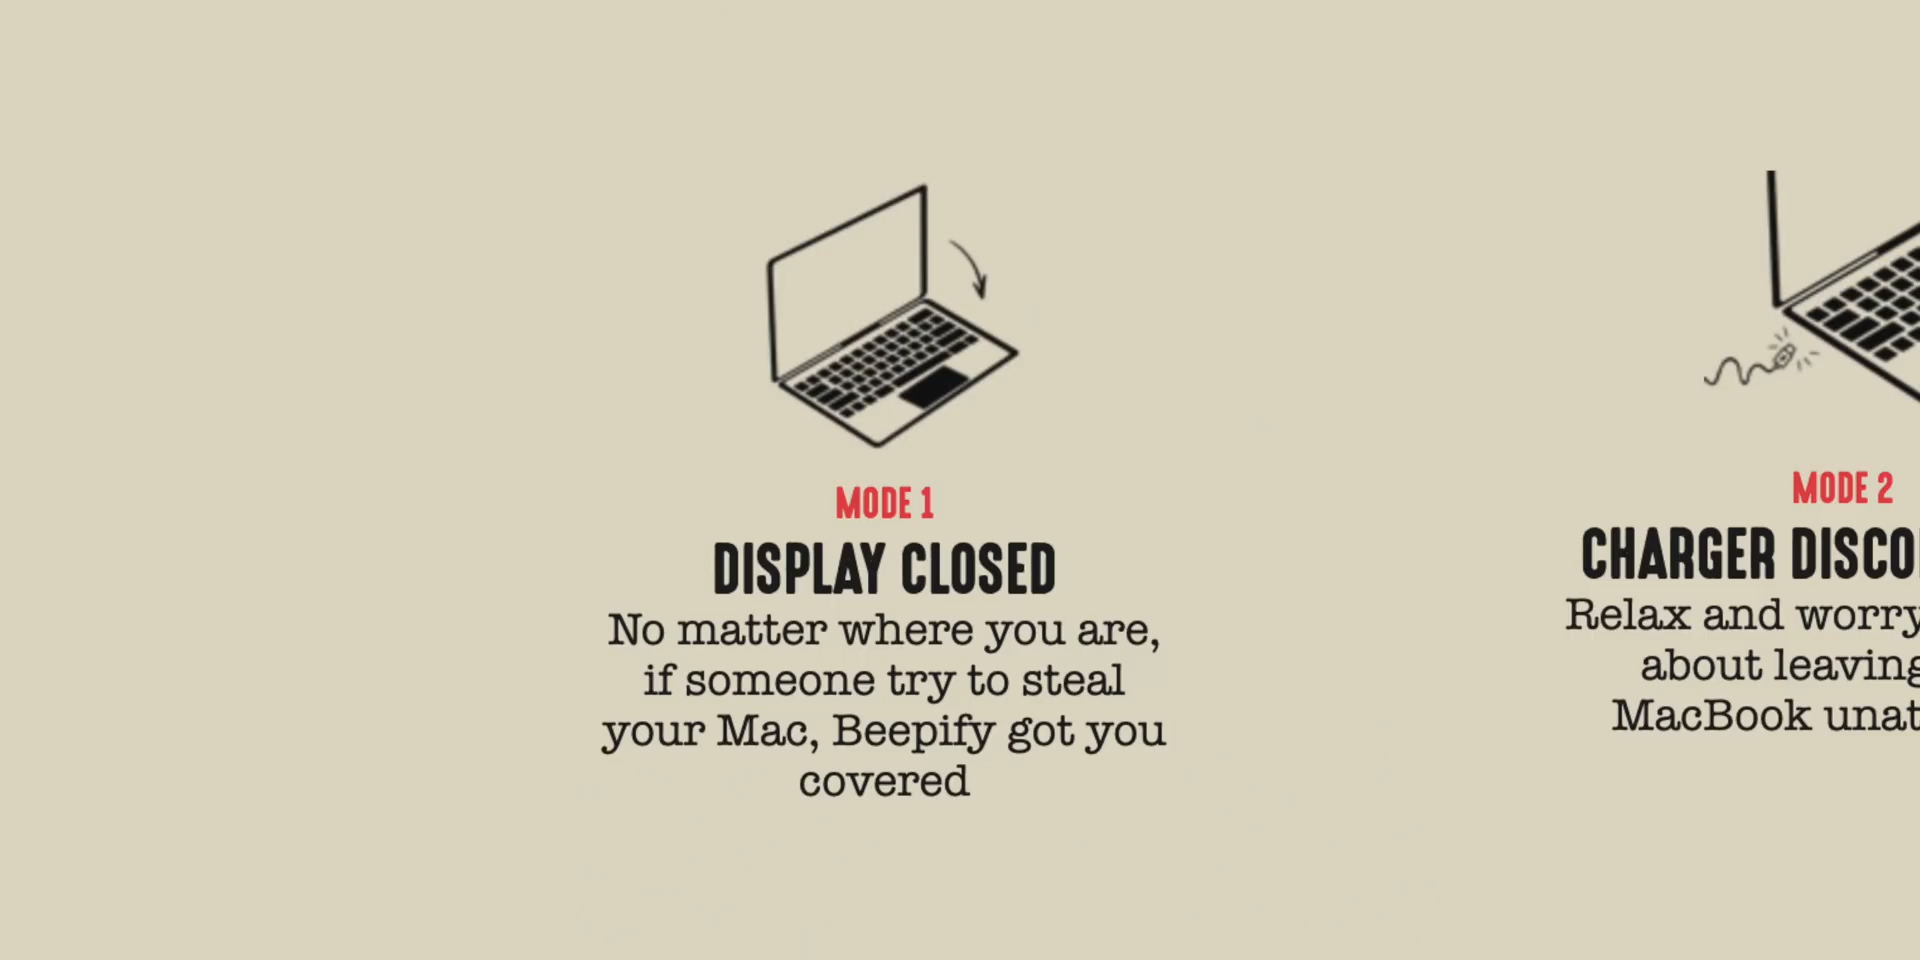 MODE 1
DISPLAY CLOSED
No matter where you are,
if someone try to steal
your Mac, Beepify got you
covered
MODE 2
CHARGER
Relax and worry
about leaving
MacBook